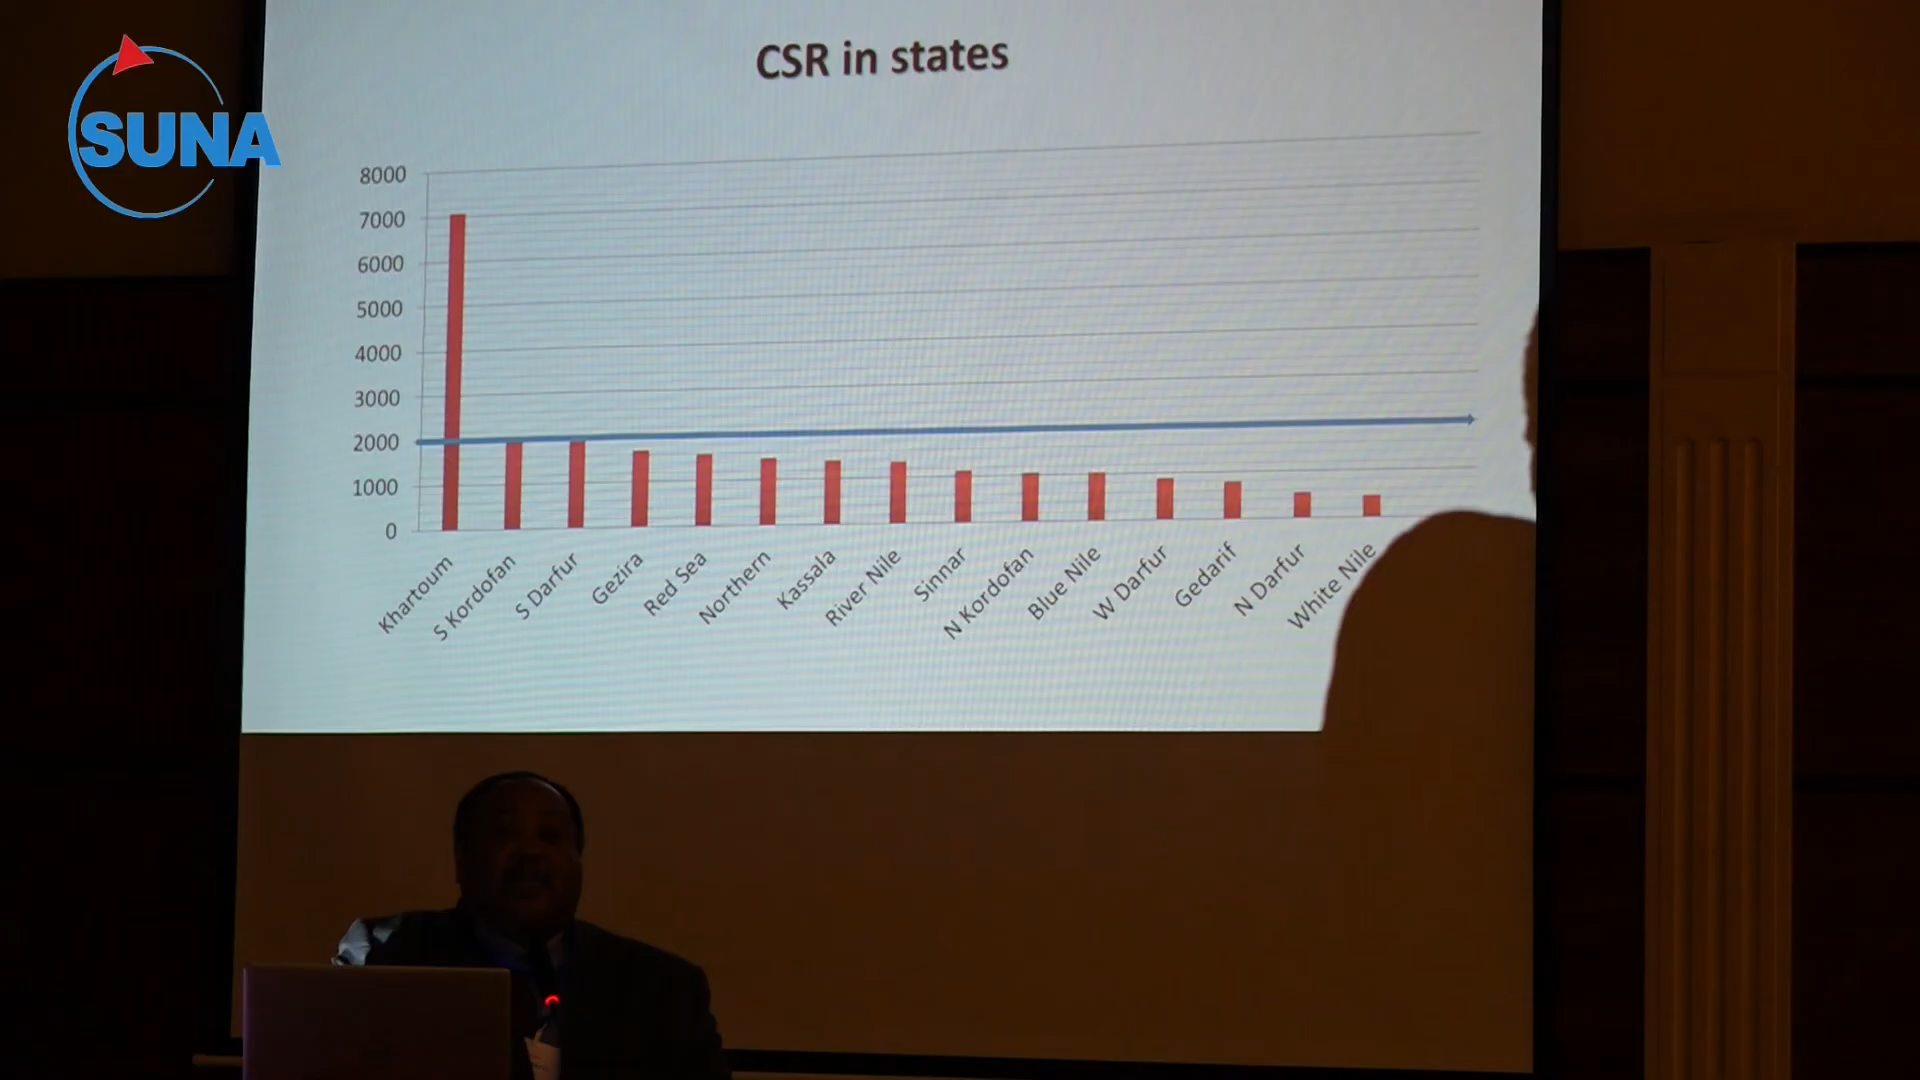 SUNA
CSR in states
8000
7000
6000
5000
4000
3000
2000
1000
0
Khartoum
S Kordofan
S Darfur
Gezira
Red Sea
Northern
Kassala
River Nile
Sinnar
N Kordofan
Blue Nile
W Darfur
Gedarif
N Darfur
White Nile